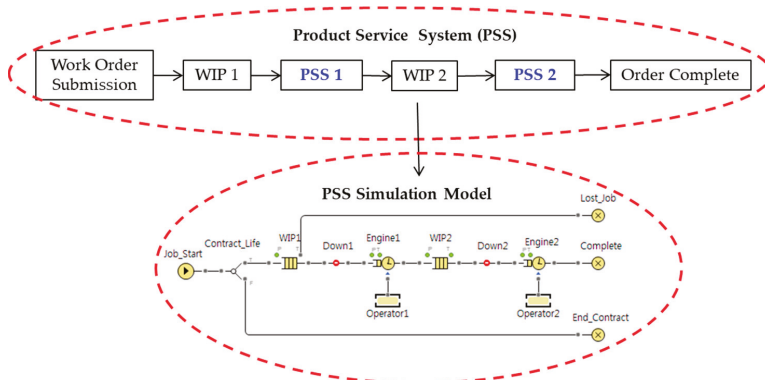 Product Service System (PSS)
Work Order
Submission
WIP 1
PSS 1
WIP 2
PSS 2
Order Complete
PSS Simulation Model
Lost_Job
Contract_Life
WIP1
Engine1
WIP2
Engine2
Complete
Job_Start
Down1
Down2
Operator1
Operator2
End_Contract